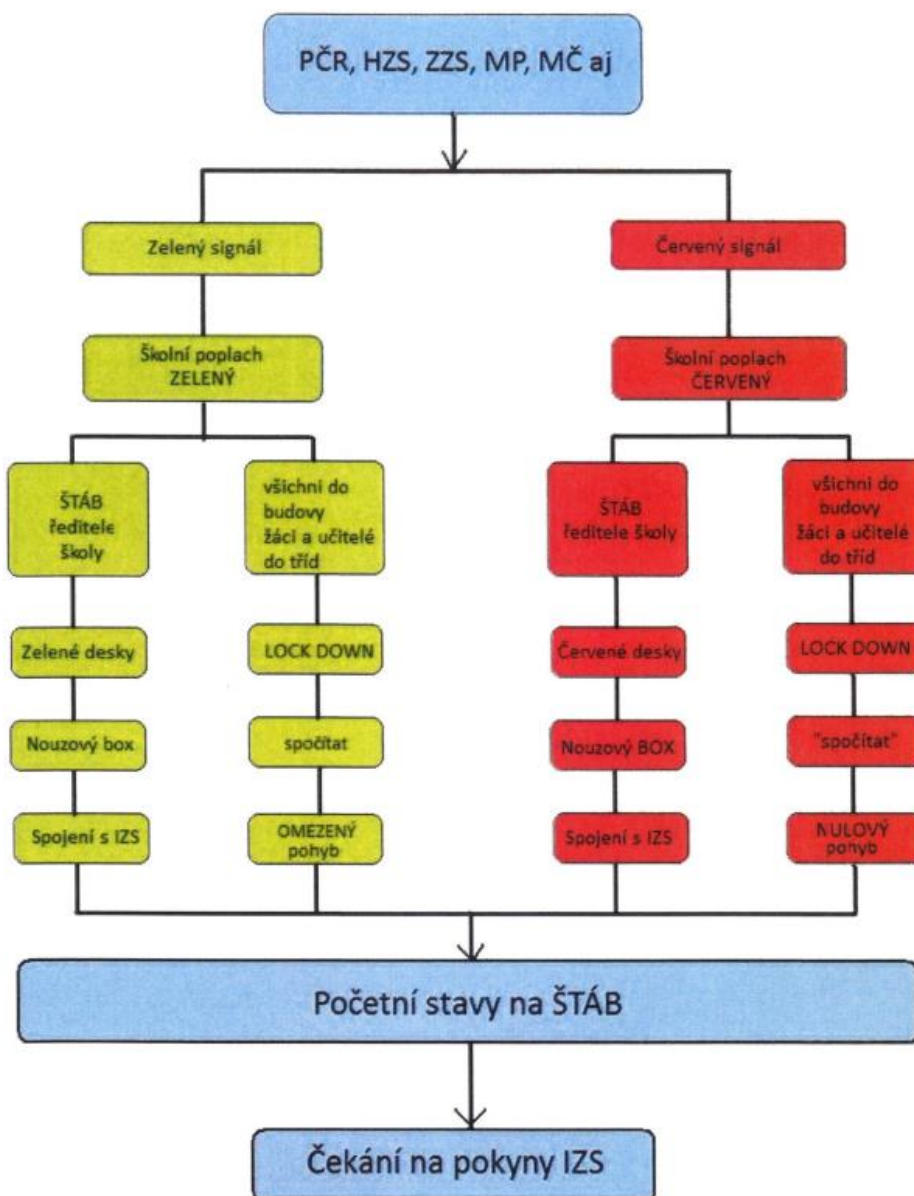 PČR, HZS, ZZS, MP, MČ aj
Zelený signál
Červený signál
Školní poplach
ZELENÝ
Školní poplach
ČERVENÝ
ŠTÁB
ředitele
školy
všichni do
budovy
žáci a učitelé
do tříd
ŠTÁB
ředitele školy
všichni do
budovy
žáci a učitelé
do tříd
Zelené desky
LOCK DOWN
Červené desky
LOCK DOWN
Nouzový box
spočítat
Nouzový BOX
"spočítat"
Spojení s IZS
OMEZENÝ
pohyb
Spojení s IZS
NULOVÝ
pohyb
Početní stavy na ŠTÁB
Čekání na pokyny IZS